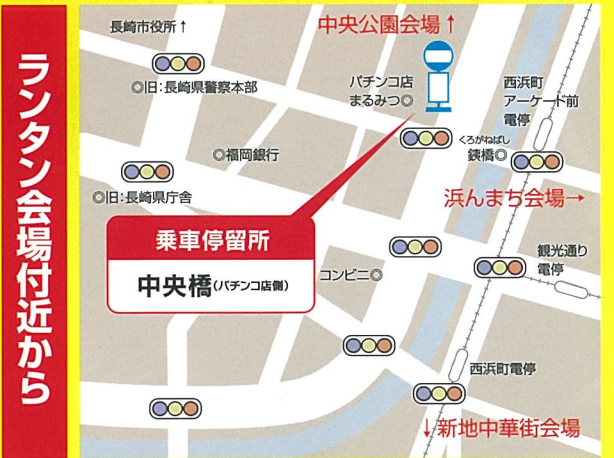 ランタン会場付近から
長崎市役所↑
中央公園会場↑
◎旧:長崎県警察本部
パチンコ店
まるみつ◎
西浜町
アーケード前
電停
◎福岡銀行
くろがねばし
鉄橋◎
◎旧:長崎県庁舎
浜んまち会場→
乗車停留所
中央橋(パチンコ店側)
コンビニ◎
観光通り
電停
西浜町電停
↓新地中華街会場